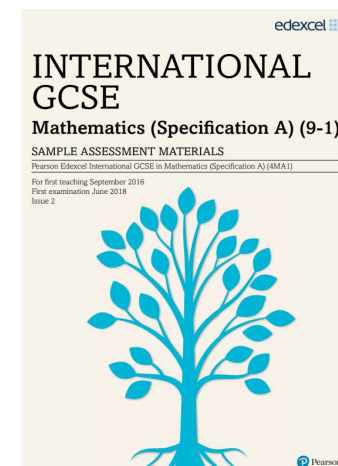 edexcel
INTERNATIONAL
GCSE
Mathematics (Specification A) (9-1)
SAMPLE ASSESSMENT MATERIALS
Pearson Edexcel International GCSE in Mathematics (Specification A) (4MA1)
For first teaching September 2016
First examination June 2018
Issue 2
Pearson